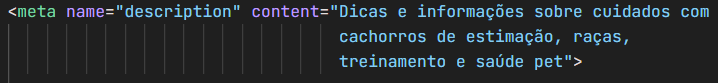 <meta name="description" content="Dicas e informações sobre cuidados com
cachorros de estimação, raças,
treinamento e saúde pet">